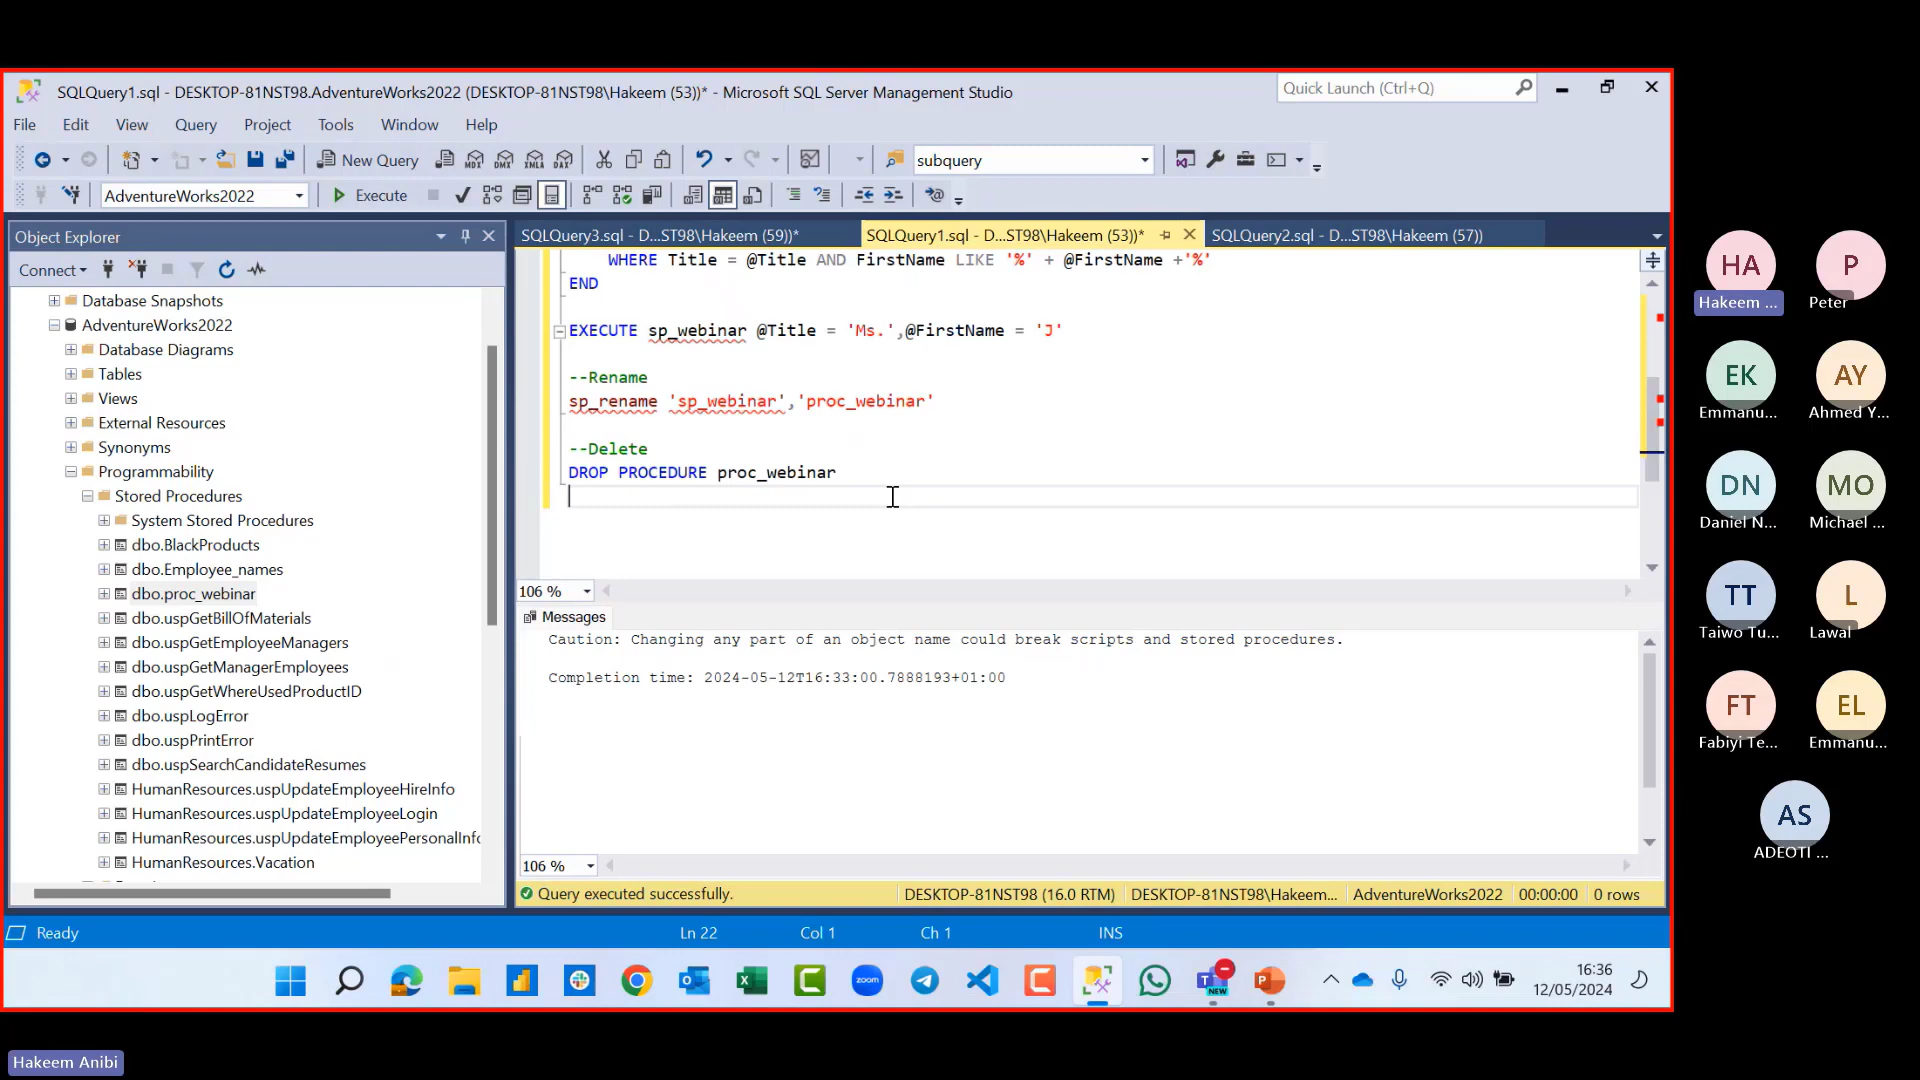 SQLQuery1.sql - DESKTOP-81NST98.AdventureWorks2022 (DESKTOP-81NST98\Hakeem (53))* - Microsoft SQL Server Management Studio
Quick Launch (Ctrl+Q)
File Edit View Query Project Tools Window Help
New Query
MDX DMX XMLA DAX
subquery
AdventureWorks2022
Execute
Object Explorer
Connect
Database Snapshots
AdventureWorks2022
Database Diagrams
Tables
Views
External Resources
Synonyms
Programmability
Stored Procedures
System Stored Procedures
dbo.BlackProducts
dbo.Employee_names
dbo.proc_webinar
dbo.uspGetBillOfMaterials
dbo.uspGetEmployeeManagers
dbo.uspGetManagerEmployees
dbo.uspGetWhereUsedProductID
dbo.uspLogError
dbo.uspPrintError
dbo.uspSearchCandidateResumes
HumanResources.uspUpdateEmployeeHireInfo
HumanResources.uspUpdateEmployeeLogin
HumanResources.uspUpdateEmployeePersonalInfo
HumanResources.Vacation
SQLQuery3.sql - D...ST98\Hakeem (59))*
SQLQuery1.sql - D...ST98\Hakeem (53))*
SQLQuery2.sql - D...ST98\Hakeem (57))
WHERE Title = @Title AND FirstName LIKE '%' + @FirstName +'%'
END
EXECUTE sp_webinar @Title = 'Ms.',@FirstName = 'J'
--Rename
sp_rename 'sp_webinar','proc_webinar'
--Delete
DROP PROCEDURE proc_webinar
106 %
Messages
Caution: Changing any part of an object name could break scripts and stored procedures.
Completion time: 2024-05-12T16:33:00.7888193+01:00
106 %
Query executed successfully.
DESKTOP-81NST98 (16.0 RTM)
DESKTOP-81NST98\Hakeem...
AdventureWorks2022
00:00:00
0 rows
Ready
Ln 22
Col 1
Ch 1
INS
zoom
NEW
16:36
12/05/2024
HA
Hakeem ...
P
Peter
EK
Emmanu...
AY
Ahmed Y...
DN
Daniel N...
MO
Michael ...
TT
Taiwo Tu...
L
Lawal
FT
Fabiyi Te...
EL
Emmanu...
AS
ADEOTI ...
Hakeem Anibi